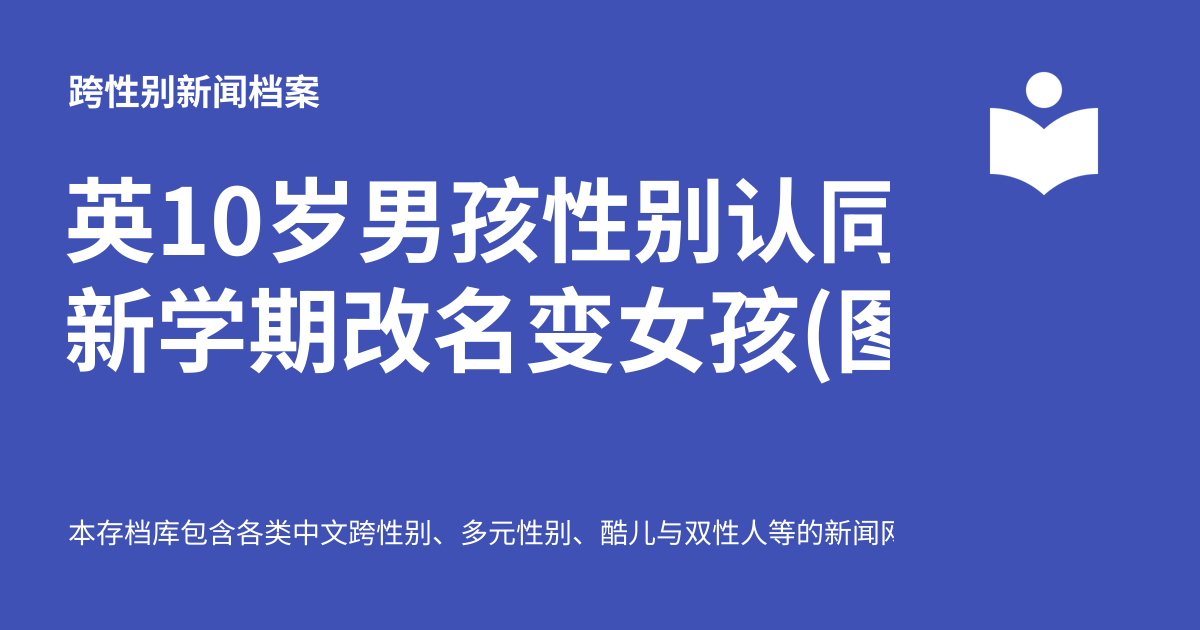 跨性别新闻档案
英10岁男孩性别认同
新学期改名变女孩(图
本存档库包含各类中文跨性别、多元性别、酷儿与双性人等的新闻网